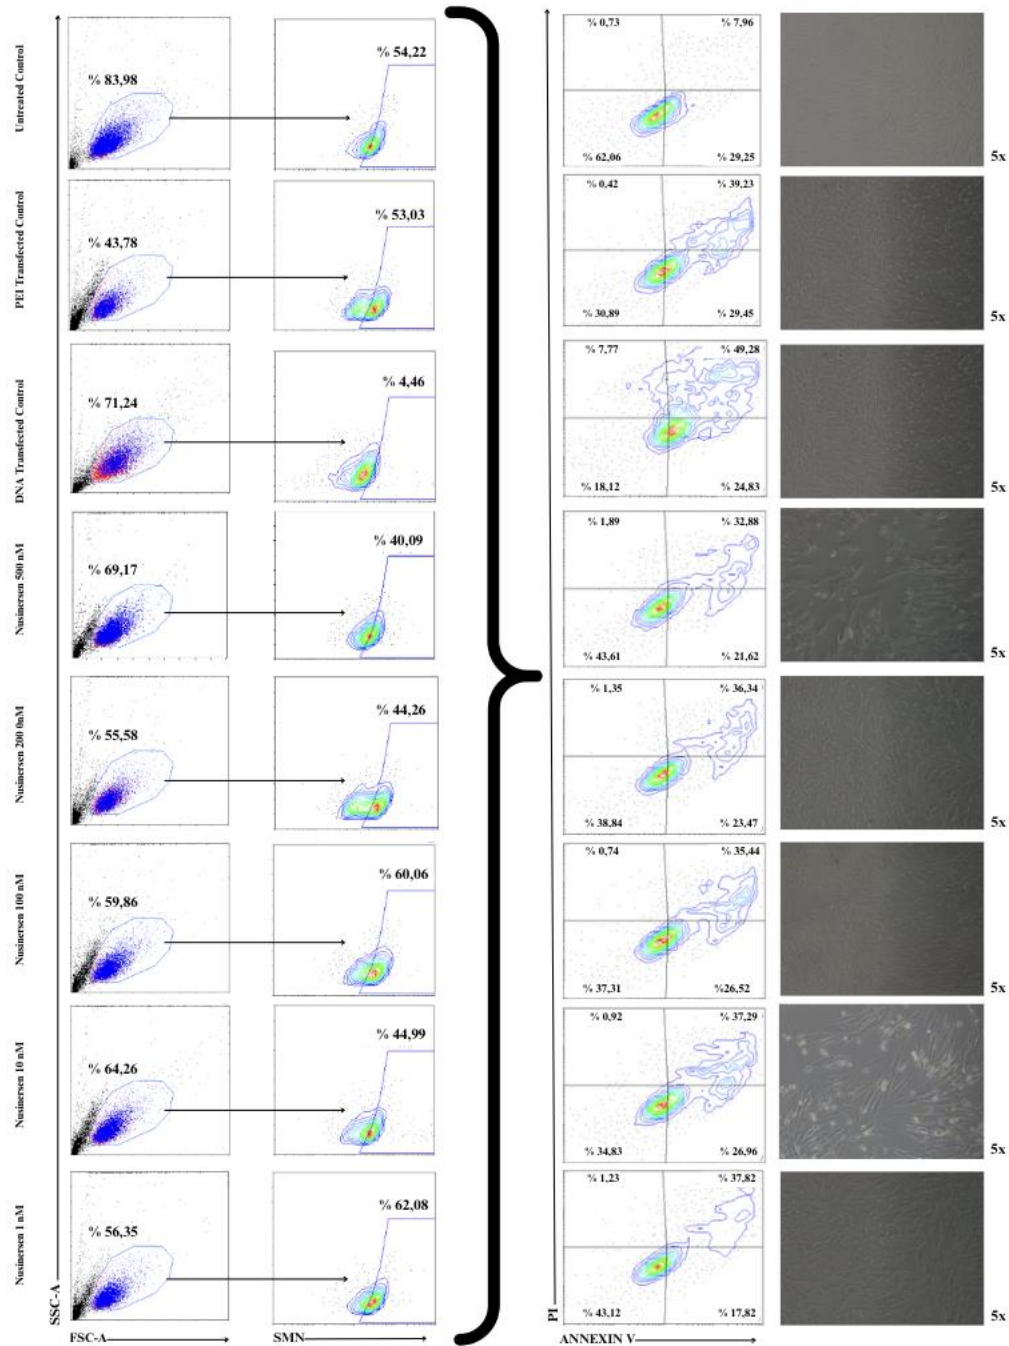 Untreated Control
% 83,98
% 54,22
% 0,73
% 7,96
% 62,06
% 29,25
5x
PEI Transfected Control
% 43,78
% 53,03
% 0,42
% 39,23
% 30,89
% 29,45
5x
DNA Transfected Control
% 71,24
% 4,46
% 7,77
% 49,28
% 18,12
% 24,83
5x
Nusinersen 500 nM
% 69,17
% 40,09
% 1,89
% 32,88
% 43,61
% 21,62
5x
Nusinersen 200 0nM
% 55,58
% 44,26
% 1,35
% 36,34
% 38,84
% 23,47
5x
Nusinersen 100 nM
% 59,86
% 60,06
% 0,74
% 35,44
% 37,31
%26,52
5x
Nusinersen 10 nM
% 64,26
% 44,99
% 0,92
% 37,29
% 34,83
% 26,96
5x
Nusinersen 1 nM
% 56,35
% 62,08
% 1,23
% 37,82
% 43,12
% 17,82
5x
SSC-A
FSC-A
SMN
PI
ANNEXIN V